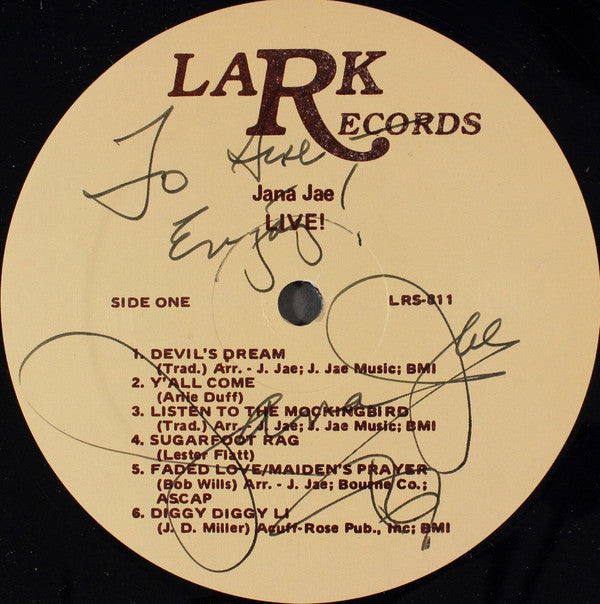 LARK
RECORDS
To Sue
Jana Jae
Enjoy!
LIVE!
SIDE ONE
LRS-811
1. DEVIL'S DREAM
(Trad.) Arr. - J. Jae; J. Jae Music; BMI
2. Y'ALL COME
(Arlie Duff)
3. LISTEN TO THE MOCKINGBIRD
(Trad.) Arr. - J. Jae; J. Jae Music; BMI
4. SUGARFOOT RAG
(Lester Flatt)
5. FADED LOVE/MAIDEN'S PRAYER
(Bob Wills) Arr. - J. Jae; Bourne Co.;
ASCAP
6. DIGGY DIGGY LI
(J. D. Miller) Acuff-Rose Pub., Inc; BMI
Jana Jae